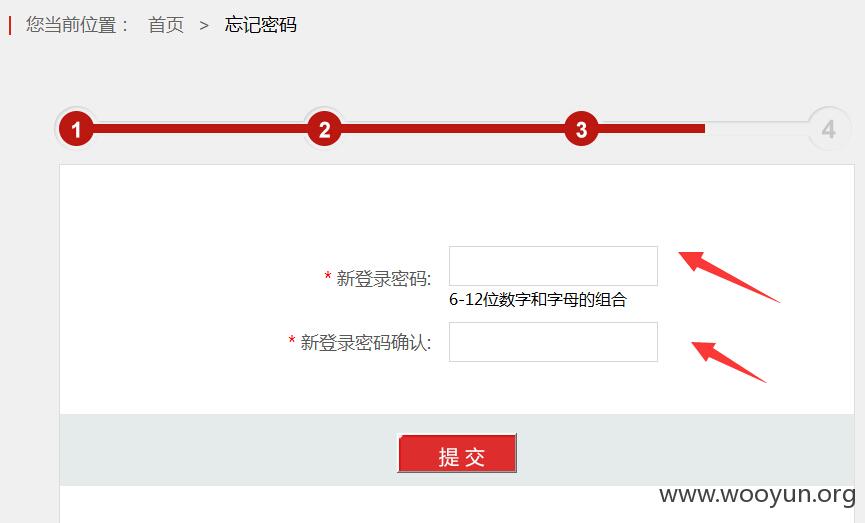 您当前位置： 首页 > 忘记密码
1 2 3 4
* 新登录密码:
6-12位数字和字母的组合
* 新登录密码确认:
提 交
www.wooyun.org